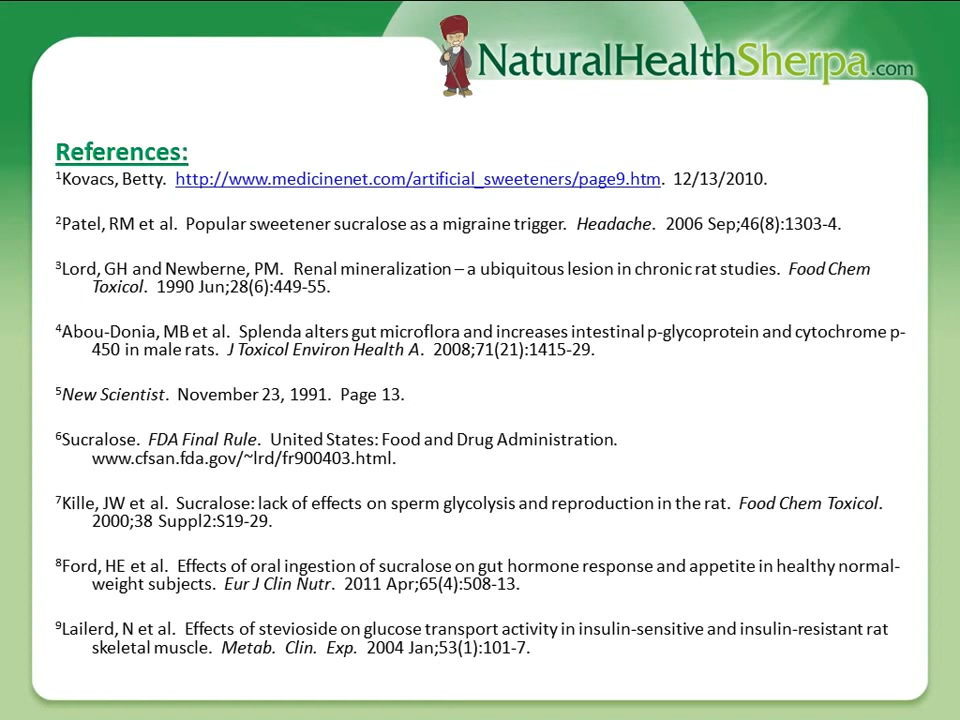 NaturalHealthSherpa.com
References:
¹Kovacs, Betty. http://www.medicinenet.com/artificial_sweeteners/page9.htm. 12/13/2010.
²Patel, RM et al. Popular sweetener sucralose as a migraine trigger. Headache. 2006 Sep;46(8):1303-4.
³Lord, GH and Newberne, PM. Renal mineralization – a ubiquitous lesion in chronic rat studies. Food Chem
Toxicol. 1990 Jun;28(6):449-55.
⁴Abou-Donia, MB et al. Splenda alters gut microflora and increases intestinal p-glycoprotein and cytochrome p-
450 in male rats. J Toxicol Environ Health A. 2008;71(21):1415-29.
⁵New Scientist. November 23, 1991. Page 13.
⁶Sucralose. FDA Final Rule. United States: Food and Drug Administration.
www.cfsan.fda.gov/~lrd/fr900403.html.
⁷Kille, JW et al. Sucralose: lack of effects on sperm glycolysis and reproduction in the rat. Food Chem Toxicol.
2000;38 Suppl2:S19-29.
⁸Ford, HE et al. Effects of oral ingestion of sucralose on gut hormone response and appetite in healthy normal-
weight subjects. Eur J Clin Nutr. 2011 Apr;65(4):508-13.
⁹Lailerd, N et al. Effects of stevioside on glucose transport activity in insulin-sensitive and insulin-resistant rat
skeletal muscle. Metab. Clin. Exp. 2004 Jan;53(1):101-7.